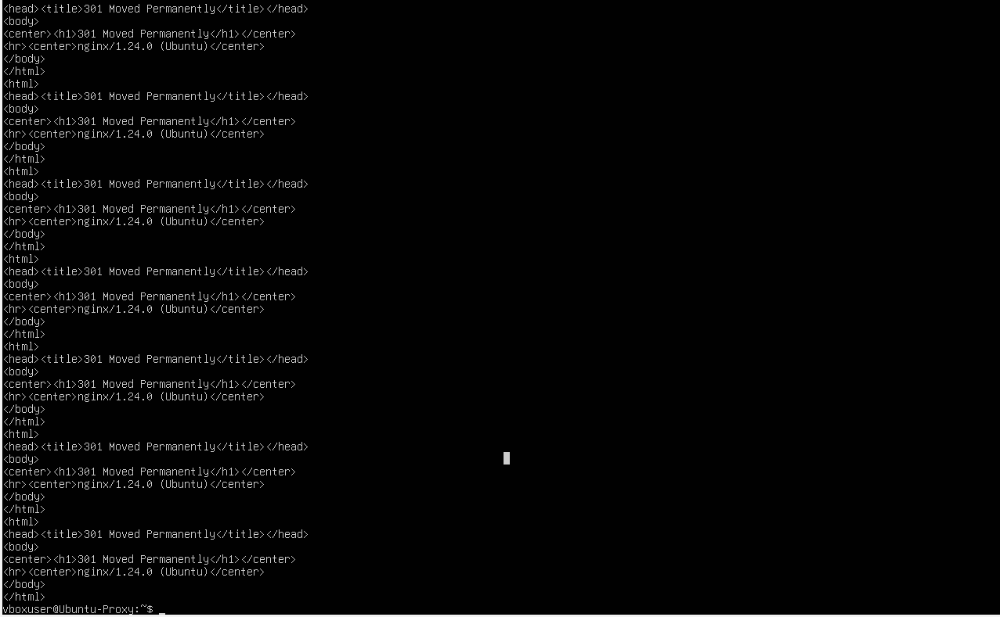 <head><title>301 Moved Permanently</title></head>
<body>
<center><h1>301 Moved Permanently</h1></center>
<hr><center>nginx/1.24.0 (Ubuntu)</center>
</body>
</html>
<html>
<head><title>301 Moved Permanently</title></head>
<body>
<center><h1>301 Moved Permanently</h1></center>
<hr><center>nginx/1.24.0 (Ubuntu)</center>
</body>
</html>
<html>
<head><title>301 Moved Permanently</title></head>
<body>
<center><h1>301 Moved Permanently</h1></center>
<hr><center>nginx/1.24.0 (Ubuntu)</center>
</body>
</html>
<html>
<head><title>301 Moved Permanently</title></head>
<body>
<center><h1>301 Moved Permanently</h1></center>
<hr><center>nginx/1.24.0 (Ubuntu)</center>
</body>
</html>
<html>
<head><title>301 Moved Permanently</title></head>
<body>
<center><h1>301 Moved Permanently</h1></center>
<hr><center>nginx/1.24.0 (Ubuntu)</center>
</body>
</html>
<html>
<head><title>301 Moved Permanently</title></head>
<body>
<center><h1>301 Moved Permanently</h1></center>
<hr><center>nginx/1.24.0 (Ubuntu)</center>
</body>
</html>
<html>
<head><title>301 Moved Permanently</title></head>
<body>
<center><h1>301 Moved Permanently</h1></center>
<hr><center>nginx/1.24.0 (Ubuntu)</center>
</body>
</html>
vboxuser@Ubuntu-Proxy:~$ _